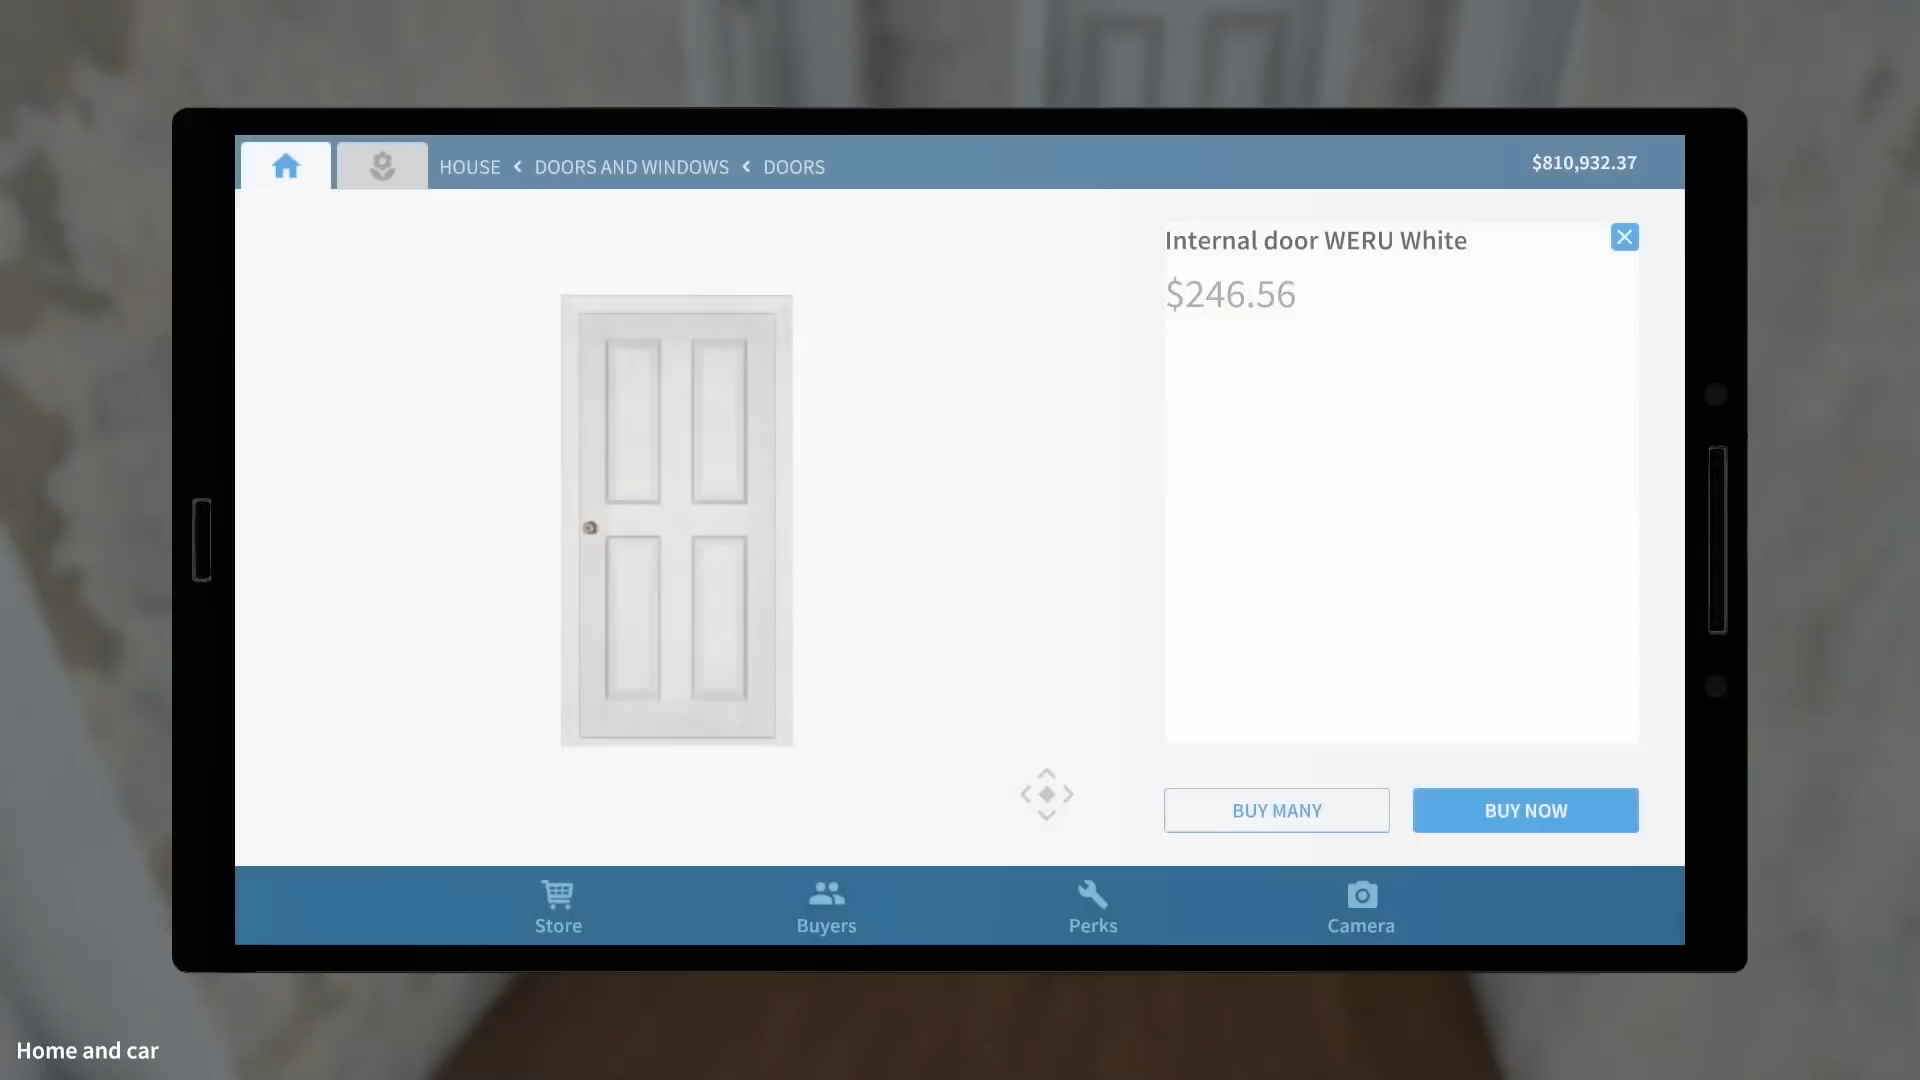 HOUSE < DOORS AND WINDOWS < DOORS
$810,932.37
Internal door WERU White
$246.56
BUY MANY
BUY NOW
Store
Buyers
Perks
Camera
Home and car